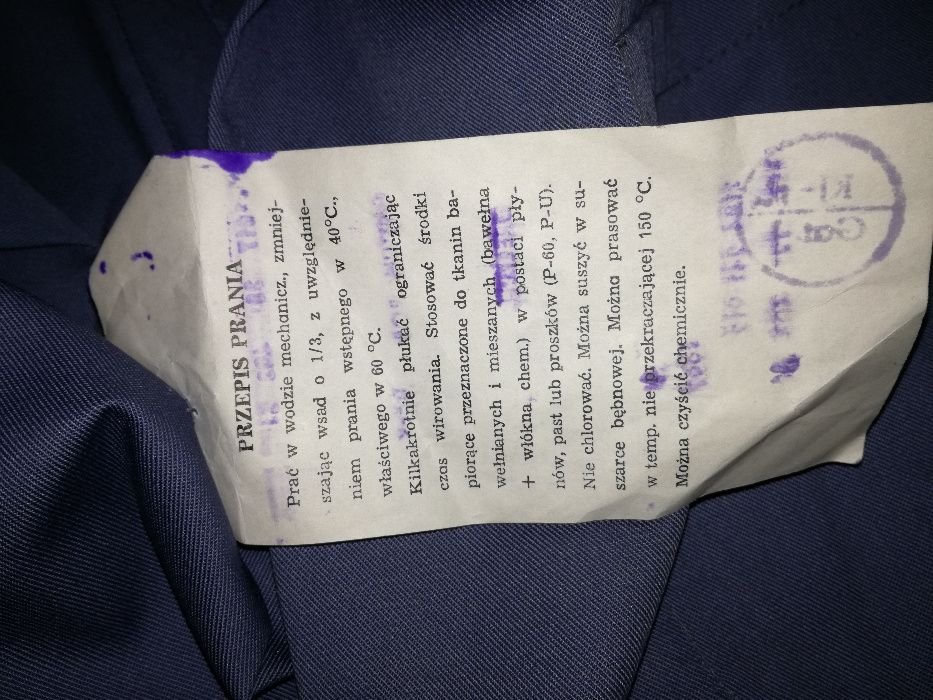 PRZEPIS PRANIA
Prać w wodzie mechanicz., zmniej-
szając wsad o 1/3, z uwzględnie-
niem prania wstępnego w 40°C.,
właściwego w 60 °C.
Kilkakrotnie płukać ograniczając
czas wirowania. Stosować środki
piorące przeznaczone do tkanin ba-
wełnianych i mieszanych (bawełna
+ włókna chem.) w postaci pły-
nów, past lub proszków (P-60, P-U).
Nie chlorować. Można suszyć w su-
szarce bębnowej. Można prasować
w temp. nie przekraczającej 150 °C.
Można czyścić chemicznie.